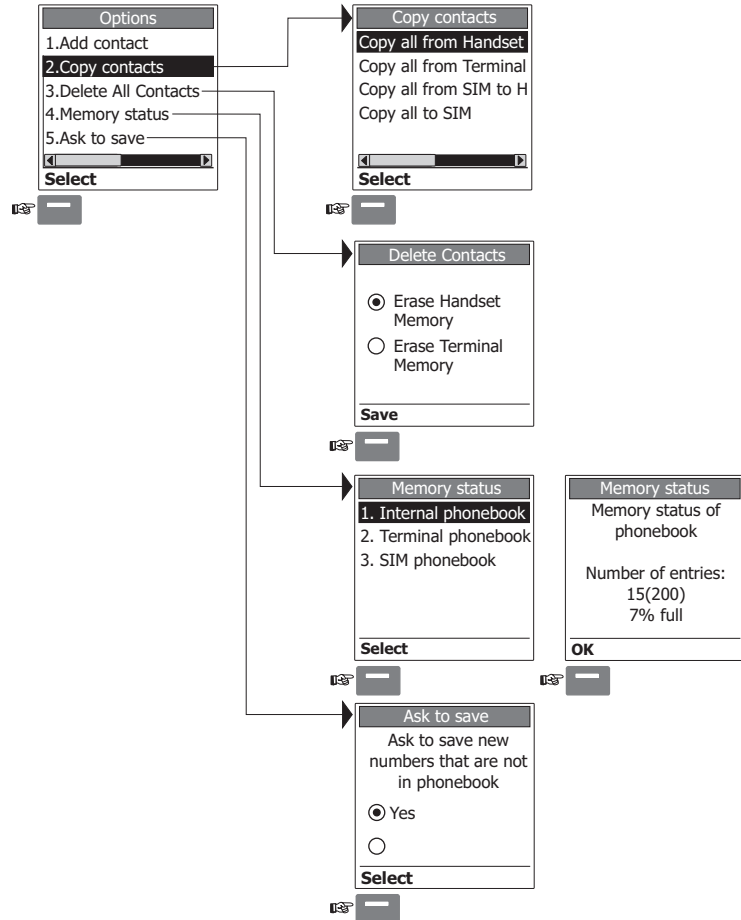 Options
1.Add contact
2.Copy contacts
3.Delete All Contacts
4.Memory status
5.Ask to save
Select
Copy contacts
Copy all from Handset
Copy all from Terminal
Copy all from SIM to H
Copy all to SIM
Select
Delete Contacts
Erase Handset
Memory
Erase Terminal
Memory
Save
Memory status
1. Internal phonebook
2. Terminal phonebook
3. SIM phonebook
Select
Memory status
Memory status of
phonebook
Number of entries:
15(200)
7% full
OK
Ask to save
Ask to save new
numbers that are not
in phonebook
Yes
Select